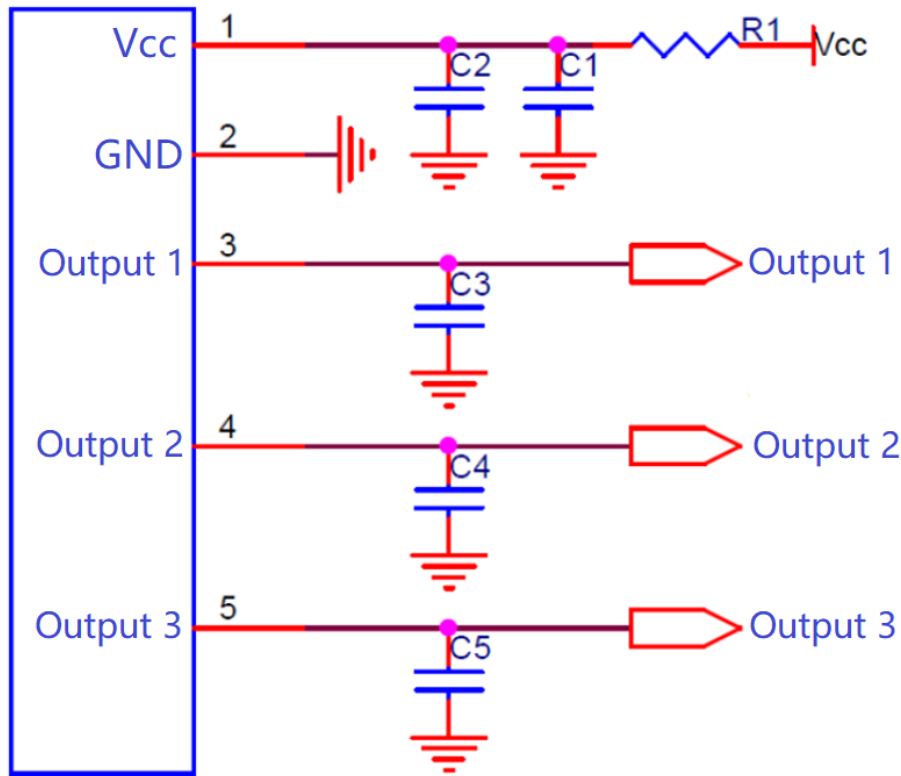 Vcc 1 C2 C1 R1 Vcc
GND 2
Output 1 3 C3 Output 1
Output 2 4 C4 Output 2
Output 3 5 C5 Output 3